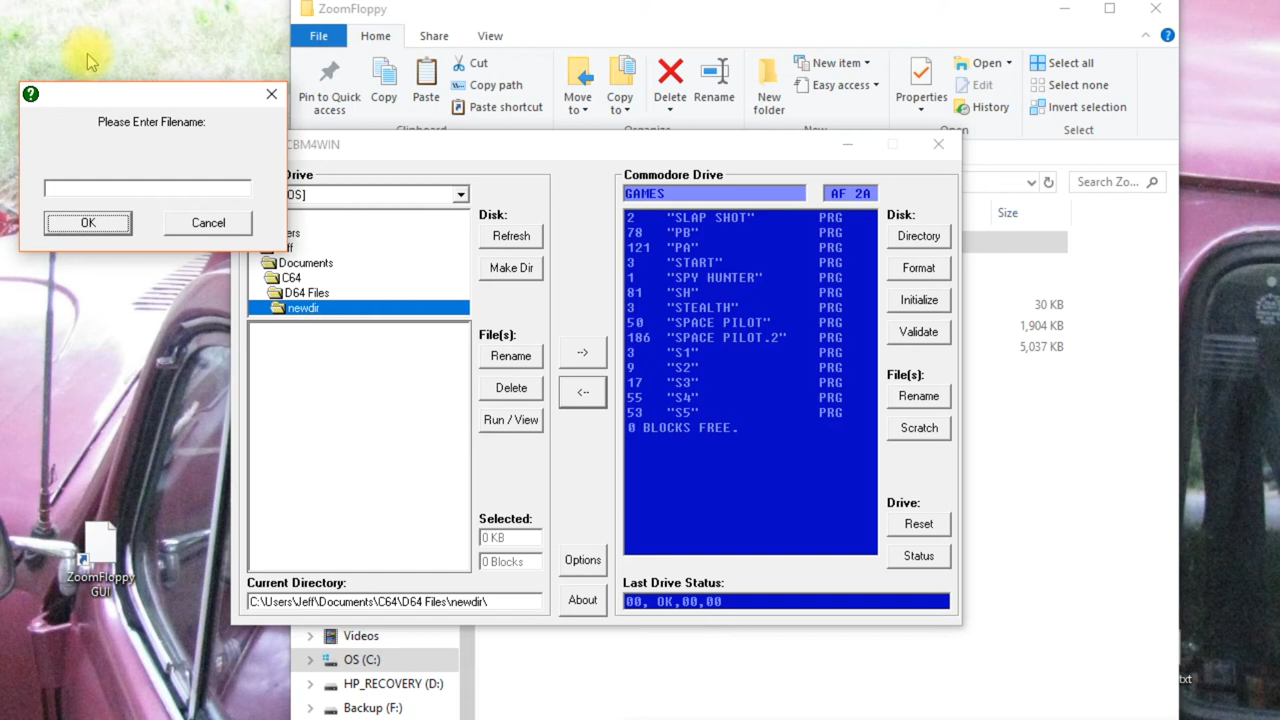 ZoomFloppy
File
Home
Share
View
Pin to Quick
access
Copy
Paste
Cut
Copy path
Paste shortcut
Move
to
Copy
to
Delete
Rename
New
folder
New item
Easy access
Properties
Open
Edit
History
Select all
Select none
Invert selection
Clipboard
Organize
New
Open
Select
Search Zo...
Size
30 KB
1,904 KB
5,037 KB
Please Enter Filename:
OK
Cancel
CBM4WIN
Drive
OS]
ers
ff
Documents
C64
D64 Files
newdir
Disk:
Refresh
Make Dir
File(s):
Rename
Delete
Run / View
Selected:
0 KB
0 Blocks
Current Directory:
C:\Users\Jeff\Documents\C64\D64 Files\newdir\
-->
<--
Options
About
Commodore Drive
GAMES AF 2A
2 "SLAP SHOT" PRG
78 "PB" PRG
121 "PA" PRG
3 "START" PRG
1 "SPY HUNTER" PRG
81 "SH" PRG
3 "STEALTH" PRG
50 "SPACE PILOT" PRG
186 "SPACE PILOT.2" PRG
3 "S1" PRG
9 "S2" PRG
17 "S3" PRG
55 "S4" PRG
53 "S5" PRG
0 BLOCKS FREE.
Last Drive Status:
00, OK,00,00
Disk:
Directory
Format
Initialize
Validate
File(s):
Rename
Scratch
Drive:
Reset
Status
ZoomFloppy
GUI
Videos
OS (C:)
HP_RECOVERY (D:)
Backup (F:)
txt